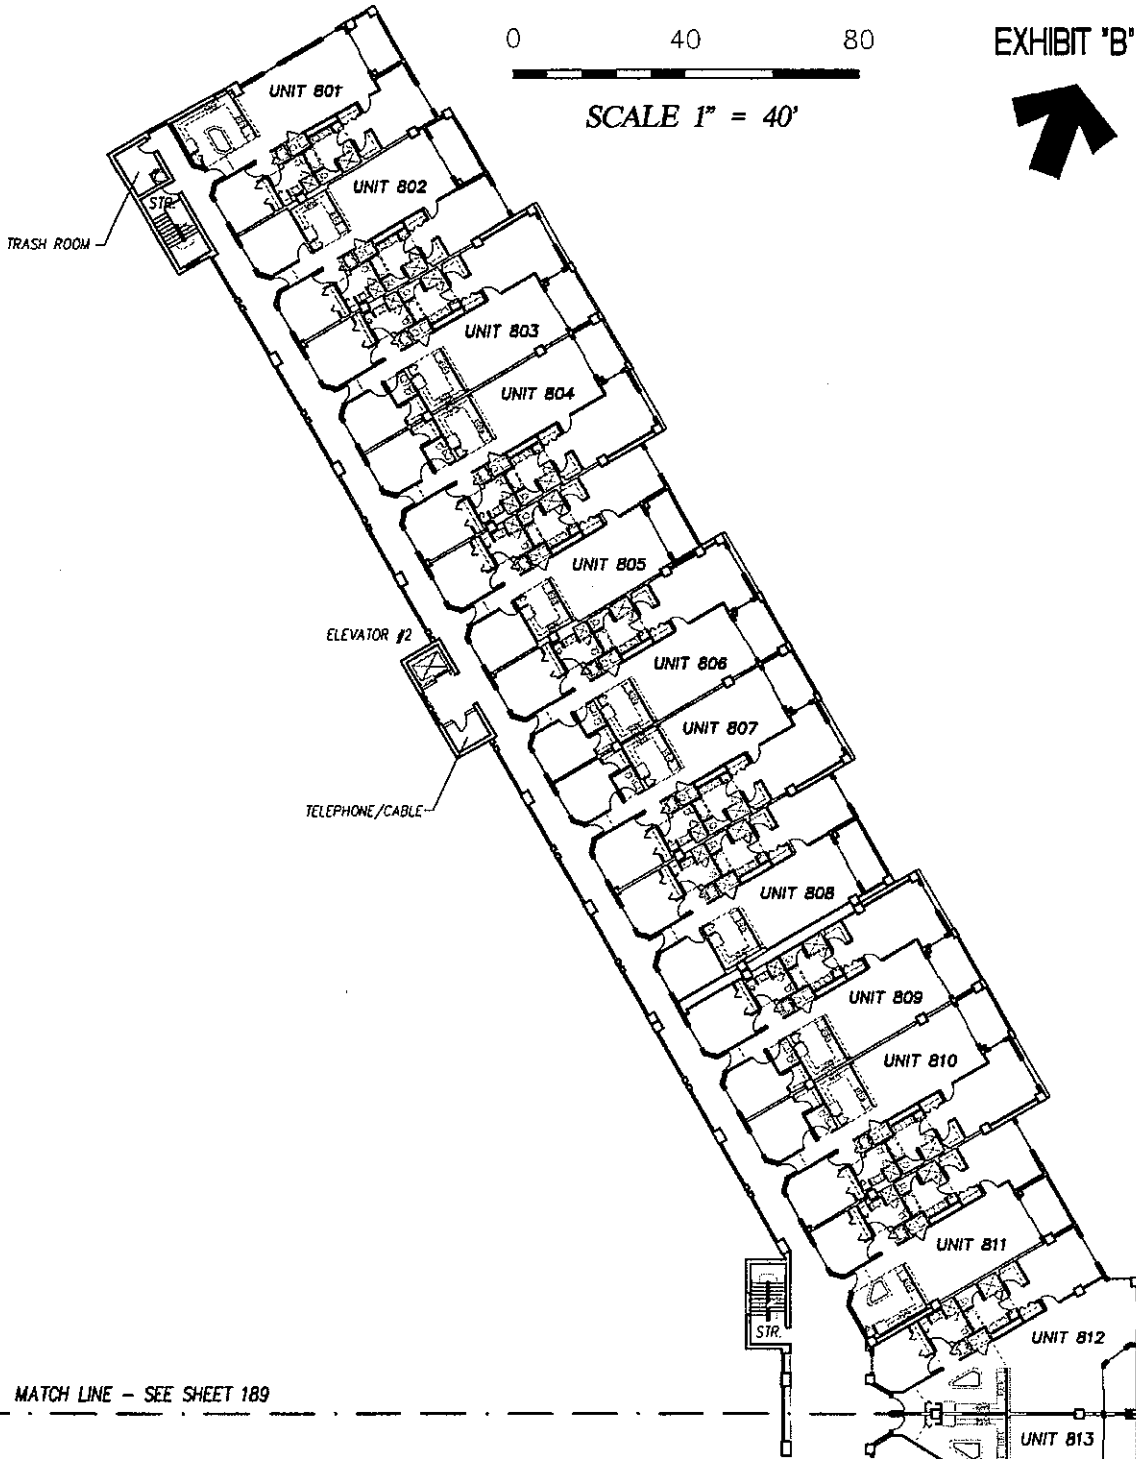 0 40 80
EXHIBIT "B"
SCALE 1" = 40'
UNIT 801
UNIT 802
STR.
TRASH ROOM
UNIT 803
UNIT 804
UNIT 805
ELEVATOR #2
UNIT 806
UNIT 807
TELEPHONE/CABLE
UNIT 808
UNIT 809
UNIT 810
UNIT 811
STR.
UNIT 812
MATCH LINE - SEE SHEET 189
UNIT 813